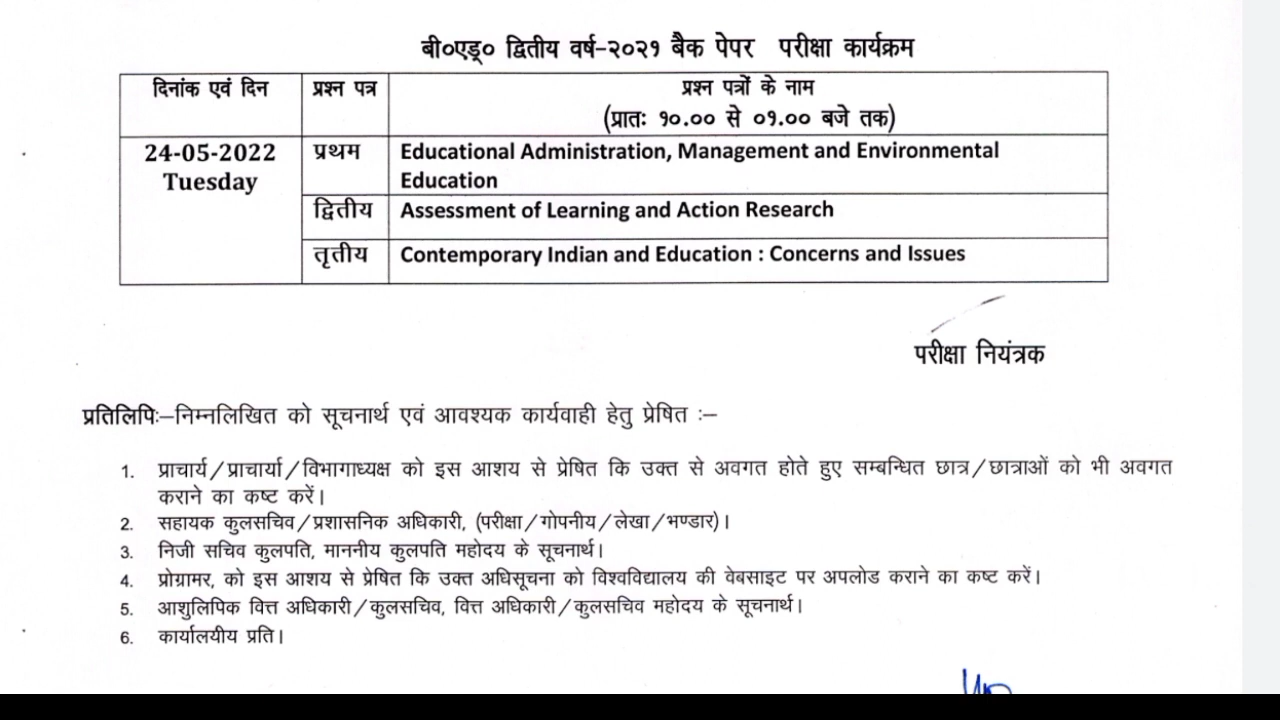 बी०एड्० द्वितीय वर्ष-२०२१ बैक पेपर परीक्षा कार्यक्रम
दिनांक एवं दिन प्रश्न पत्र प्रश्न पत्रों के नाम
(प्रातः १०.०० से ०१.०० बजे तक)
24-05-2022 प्रथम Educational Administration, Management and Environmental
Tuesday Education
द्वितीय Assessment of Learning and Action Research
तृतीय Contemporary Indian and Education : Concerns and Issues
परीक्षा नियंत्रक
प्रतिलिपिः–निम्नलिखित को सूचनार्थ एवं आवश्यक कार्यवाही हेतु प्रेषित :–
1. प्राचार्य/प्राचार्या/विभागाध्यक्ष को इस आशय से प्रेषित कि उक्त से अवगत होते हुए सम्बन्धित छात्र/छात्राओं को भी अवगत
कराने का कष्ट करें।
2. सहायक कुलसचिव/प्रशासनिक अधिकारी, (परीक्षा/गोपनीय/लेखा/भण्डार)।
3. निजी सचिव कुलपति, माननीय कुलपति महोदय के सूचनार्थ।
4. प्रोग्रामर, को इस आशय से प्रेषित कि उक्त अधिसूचना को विश्वविद्यालय की वेबसाइट पर अपलोड कराने का कष्ट करें।
5. आशुलिपिक वित्त अधिकारी/कुलसचिव, वित्त अधिकारी/कुलसचिव महोदय के सूचनार्थ।
6. कार्यालयीय प्रति।